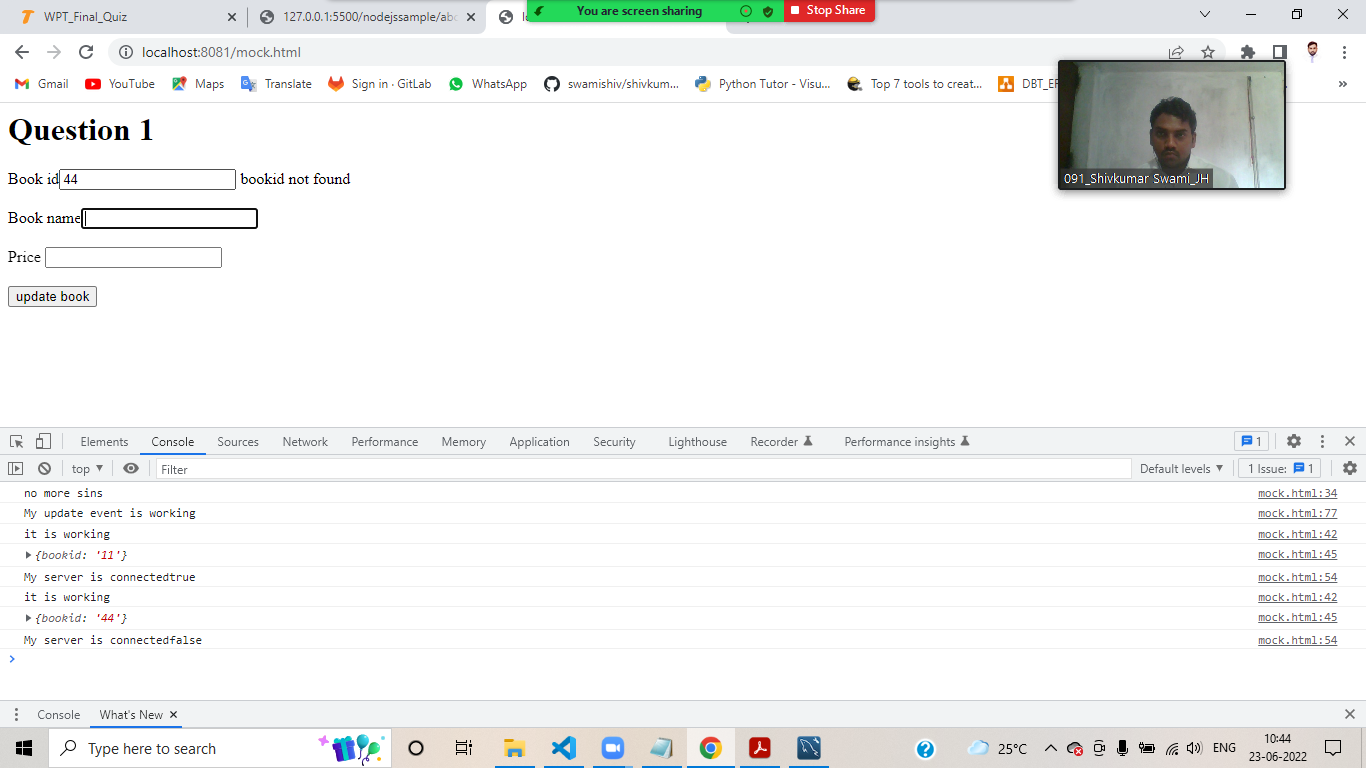 WPT_Final_Quiz
127.0.0.1:5500/nodejssample/abc
You are screen sharing
Stop Share
localhost:8081/mock.html
Gmail
YouTube
Maps
Translate
Sign in · GitLab
WhatsApp
swamishiv/shivkum...
Python Tutor - Visu...
Top 7 tools to creat...
Question 1
Book id 44 bookid not found
091_Shivkumar Swami_JH
Book name
Price
update book
Elements Console Sources Network Performance Memory Application Security Lighthouse Recorder Performance insights 1
top Filter Default levels 1 Issue: 1
no more sins mock.html:34
My update event is working mock.html:77
it is working mock.html:42
{bookid: '11'} mock.html:45
My server is connectedtrue mock.html:54
it is working mock.html:42
{bookid: '44'} mock.html:45
My server is connectedfalse mock.html:54
Console What's New
Type here to search
25°C
ENG
10:44
23-06-2022